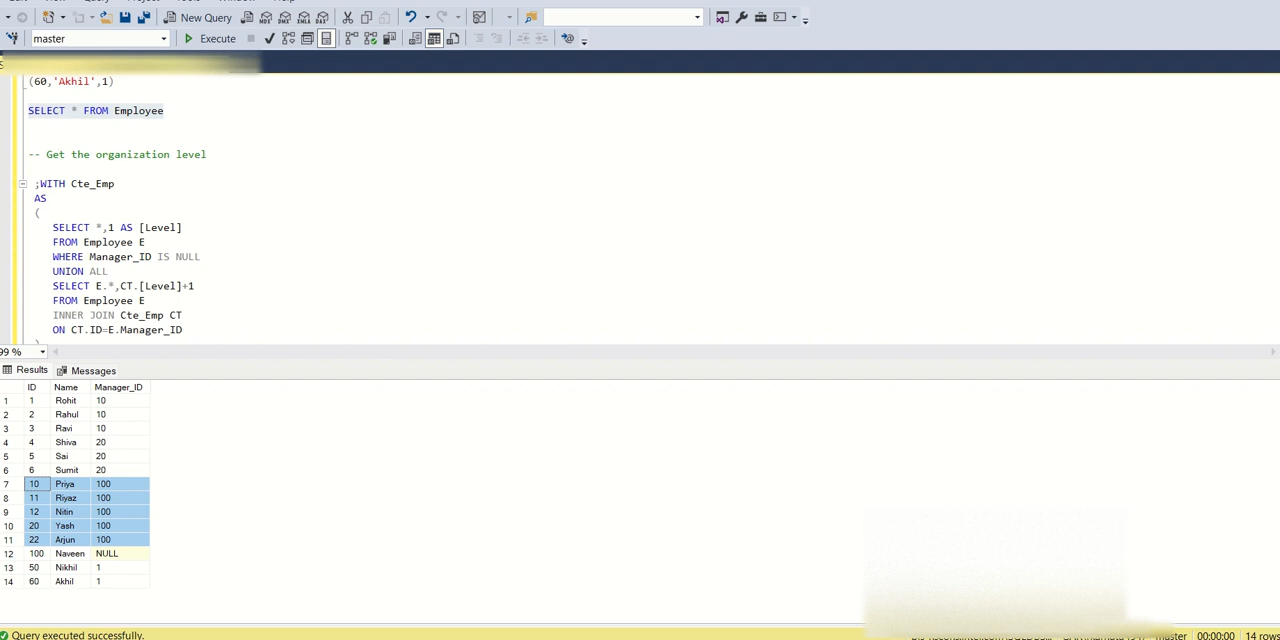 New Query
master
Execute
(60,'Akhil',1)
SELECT * FROM Employee
-- Get the organization level
;WITH Cte_Emp
AS
(
SELECT *,1 AS [Level]
FROM Employee E
WHERE Manager_ID IS NULL
UNION ALL
SELECT E.*,CT.[Level]+1
FROM Employee E
INNER JOIN Cte_Emp CT
ON CT.ID=E.Manager_ID
99 %
Results Messages
ID Name Manager_ID
1 1 Rohit 10
2 2 Rahul 10
3 3 Ravi 10
4 4 Shiva 20
5 5 Sai 20
6 6 Sumit 20
7 10 Priya 100
8 11 Riyaz 100
9 12 Nitin 100
10 20 Yash 100
11 22 Arjun 100
12 100 Naveen NULL
13 50 Nikhil 1
14 60 Akhil 1
Query executed successfully. master 00:00:00 14 rows